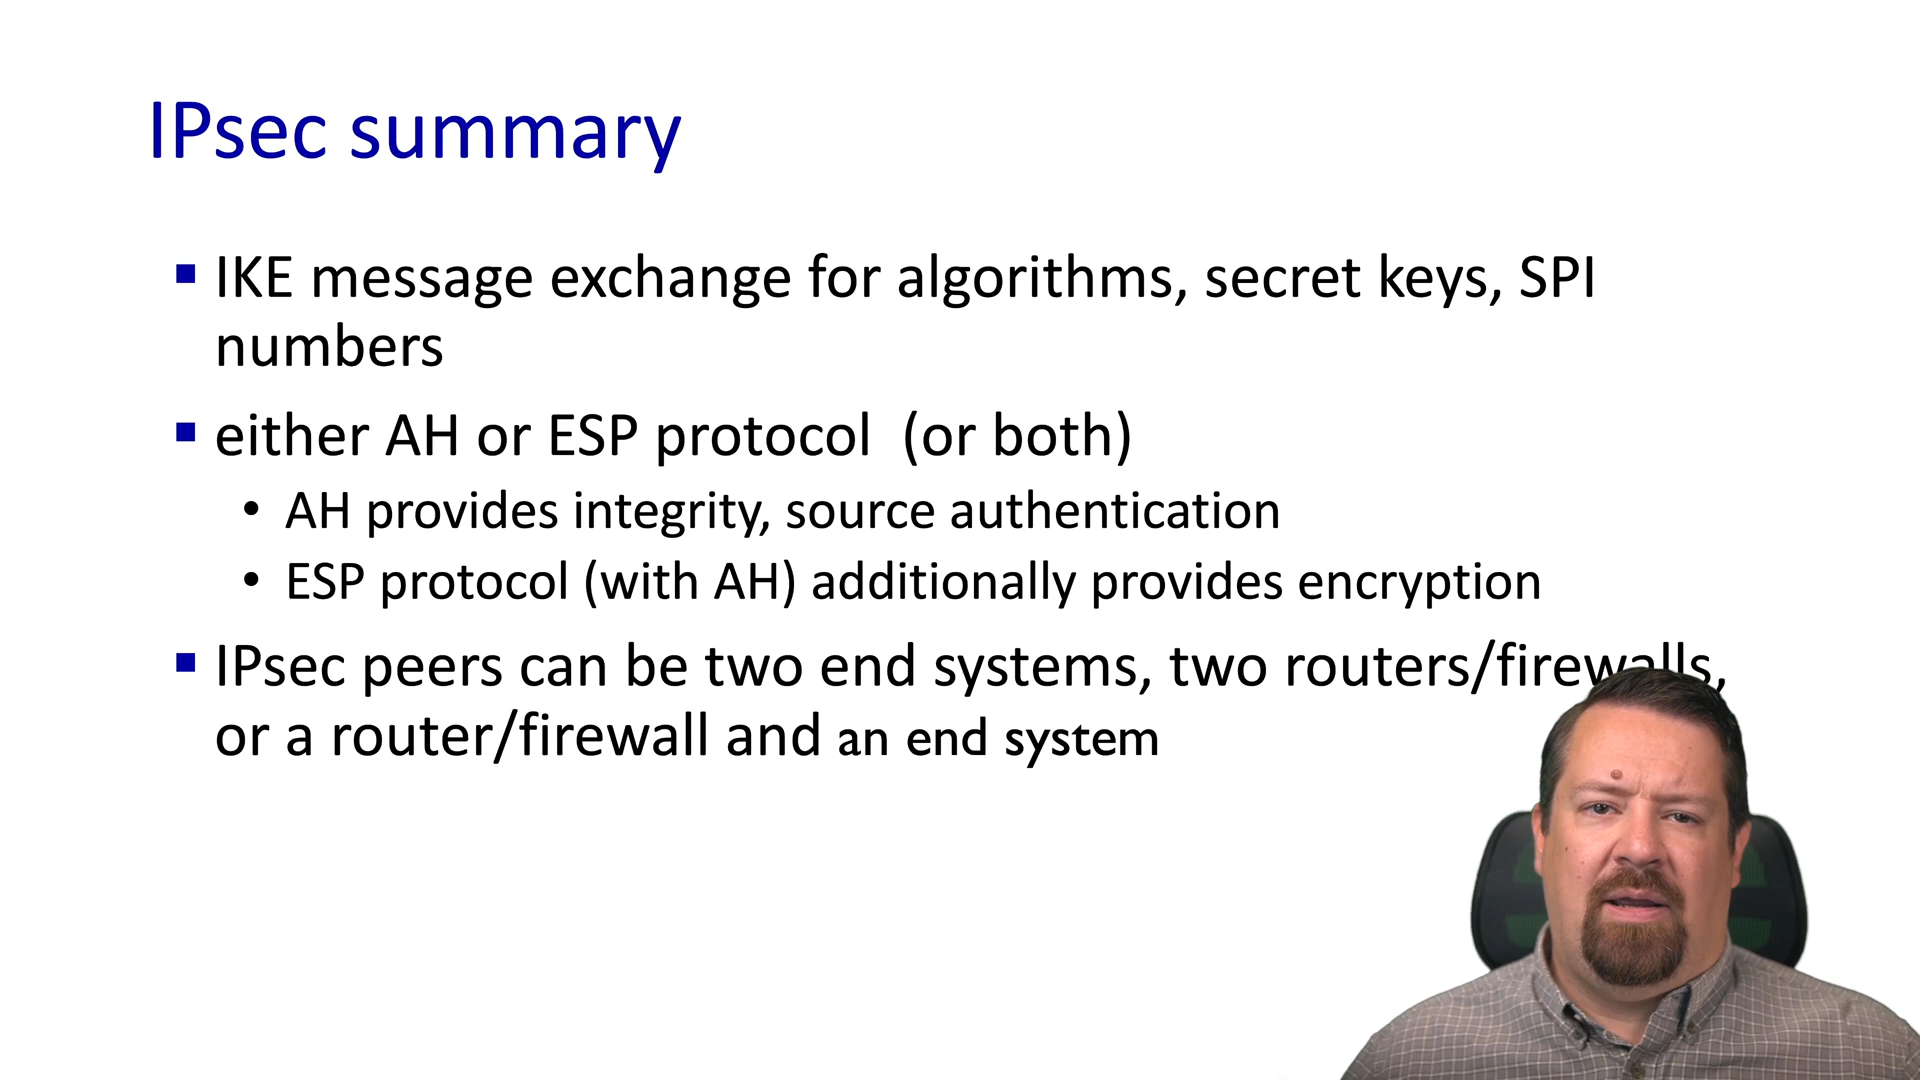 IPsec summary
▪ IKE message exchange for algorithms, secret keys, SPI
numbers
▪ either AH or ESP protocol  (or both)
• AH provides integrity, source authentication
• ESP protocol (with AH) additionally provides encryption
▪ IPsec peers can be two end systems, two routers/firewalls,
or a router/firewall and an end system